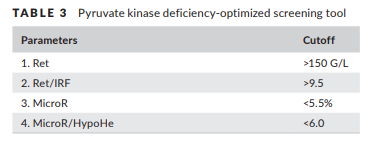 TABLE 3 Pyruvate kinase deficiency-optimized screening tool
Parameters Cutoff
1. Ret >150 G/L
2. Ret/IRF >9.5
3. MicroR <5.5%
4. MicroR/HypoHe <6.0